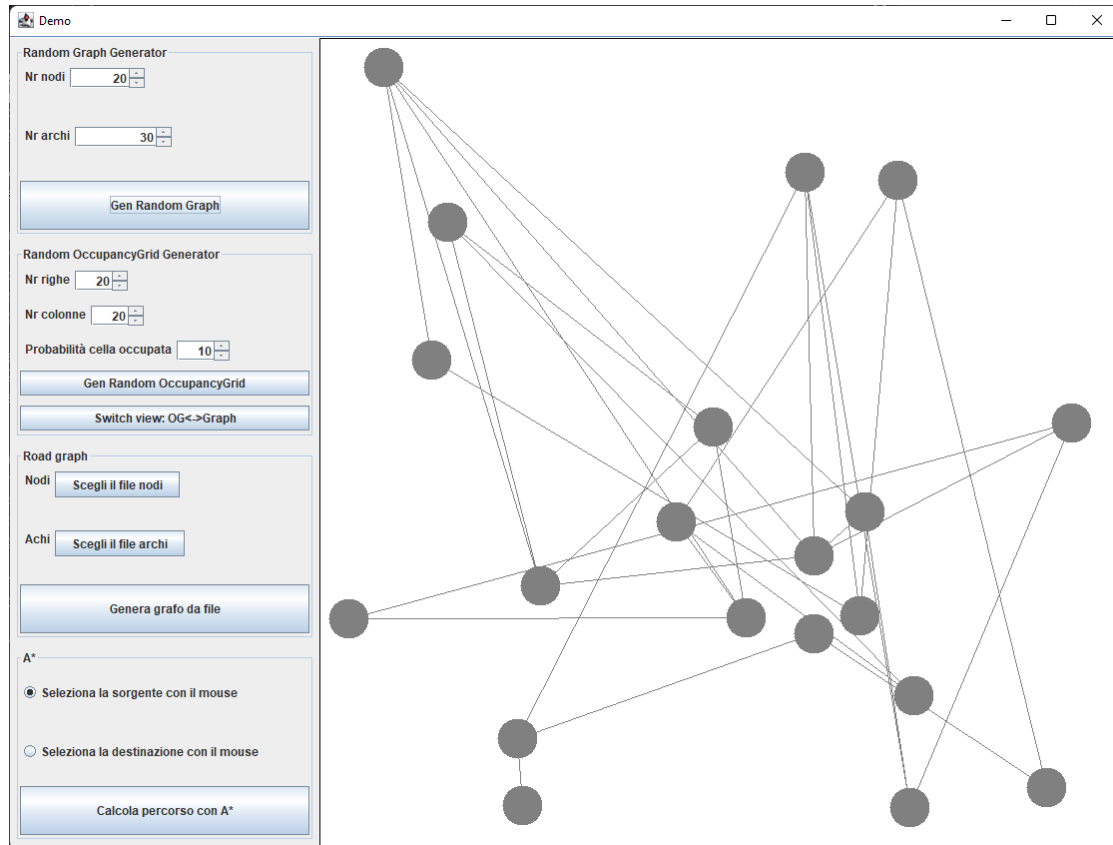 Demo
Random Graph Generator
Nr nodi 20
Nr archi 30
Gen Random Graph
Random OccupancyGrid Generator
Nr righe 20
Nr colonne 20
Probabilità cella occupata 10
Gen Random OccupancyGrid
Switch view: OG<->Graph
Road graph
Nodi Scegli il file nodi
Achi Scegli il file archi
Genera grafo da file
A*
Seleziona la sorgente con il mouse
Seleziona la destinazione con il mouse
Calcola percorso con A*